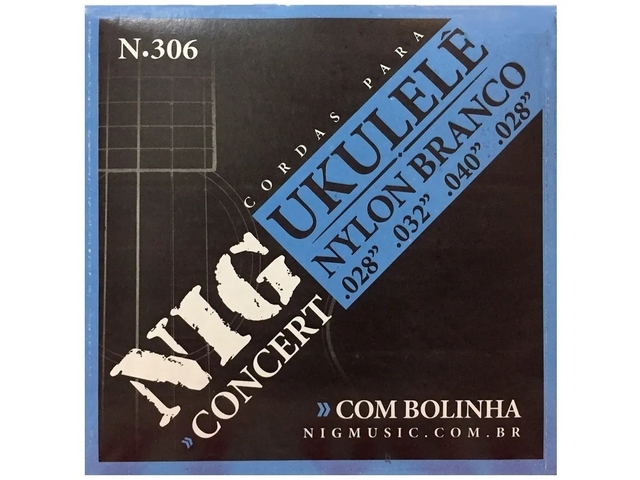 N.306
CORDAS PARA
UKULELÊ
NYLON BRANCO
.028" .032" .040" .028"
NIG
» CONCERT
» COM BOLINHA
NIGMUSIC.COM.BR